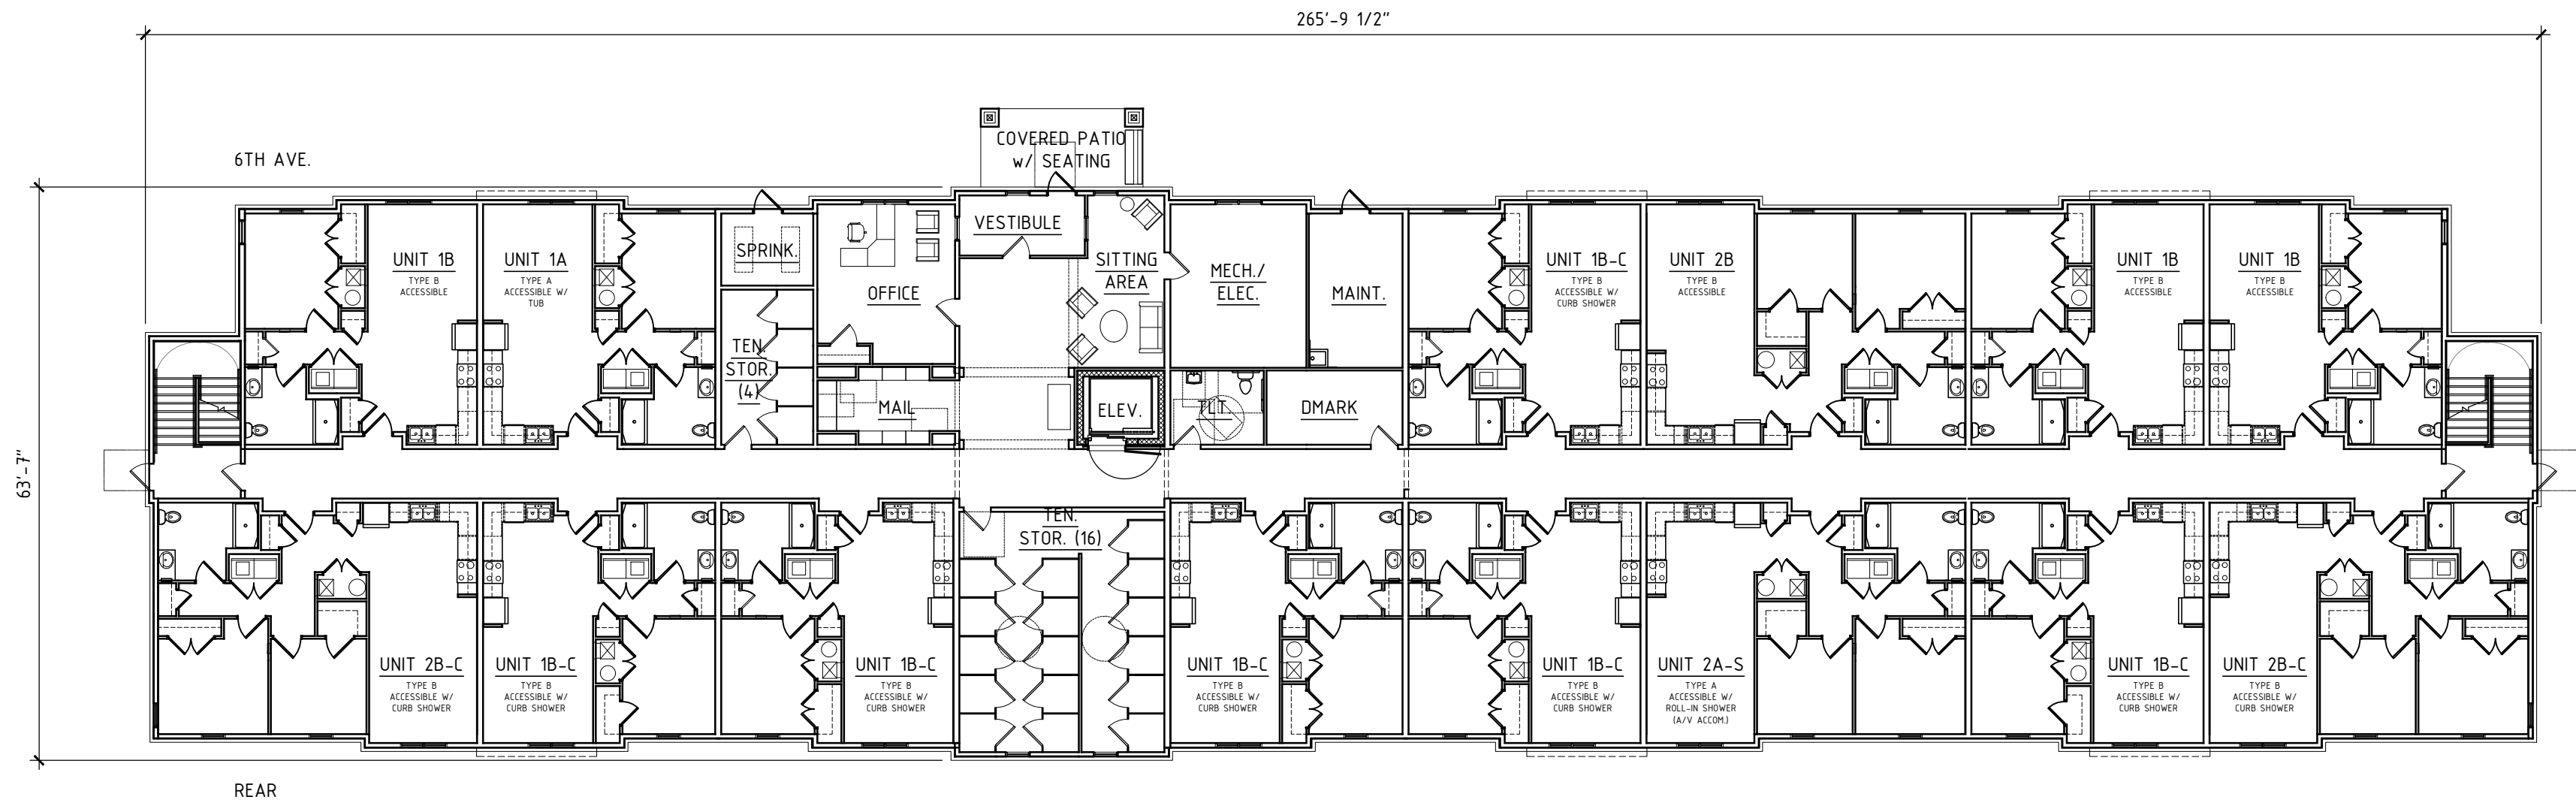 265'-9 1/2"
63'-7"
6TH AVE.
COVERED PATIO
w/ SEATING
UNIT 1B
TYPE B
ACCESSIBLE
UNIT 1A
TYPE A
ACCESSIBLE W/
TUB
SPRINK.
TEN.
STOR.
(4)
OFFICE
MAIL
VESTIBULE
SITTING
AREA
ELEV.
MECH./
ELEC.
MAINT.
TLT.
DMARK
UNIT 1B-C
TYPE B
ACCESSIBLE W/
CURB SHOWER
UNIT 2B
TYPE B
ACCESSIBLE
UNIT 1B
TYPE B
ACCESSIBLE
UNIT 1B
TYPE B
ACCESSIBLE
UNIT 2B-C
TYPE B
ACCESSIBLE W/
CURB SHOWER
UNIT 1B-C
TYPE B
ACCESSIBLE W/
CURB SHOWER
UNIT 1B-C
TYPE B
ACCESSIBLE W/
CURB SHOWER
TEN.
STOR. (16)
UNIT 1B-C
TYPE B
ACCESSIBLE W/
CURB SHOWER
UNIT 1B-C
TYPE B
ACCESSIBLE W/
CURB SHOWER
UNIT 2A-S
TYPE A
ACCESSIBLE W/
ROLL-IN SHOWER
(A/V ACCOM.)
UNIT 1B-C
TYPE B
ACCESSIBLE W/
CURB SHOWER
UNIT 2B-C
TYPE B
ACCESSIBLE W/
CURB SHOWER
REAR